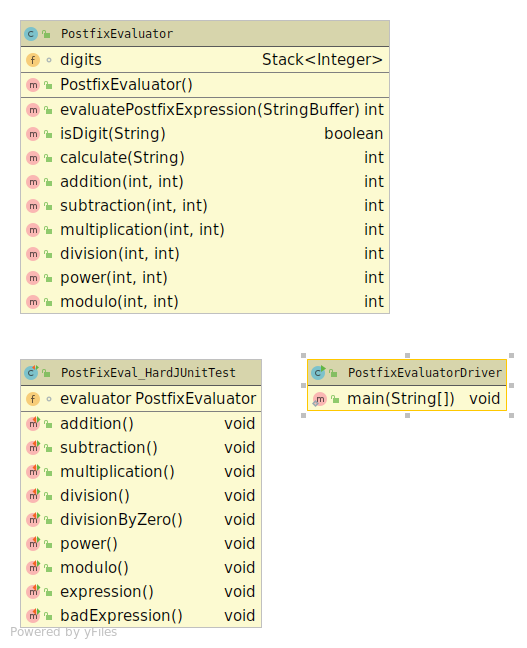 PostfixEvaluator
digits Stack<Integer>
PostfixEvaluator()
evaluatePostfixExpression(StringBuffer) int
isDigit(String) boolean
calculate(String) int
addition(int, int) int
subtraction(int, int) int
multiplication(int, int) int
division(int, int) int
power(int, int) int
modulo(int, int) int
PostFixEval_HardJUnitTest
evaluator PostfixEvaluator
addition() void
subtraction() void
multiplication() void
division() void
divisionByZero() void
power() void
modulo() void
expression() void
badExpression() void
PostfixEvaluatorDriver
main(String[]) void
Powered by yFiles